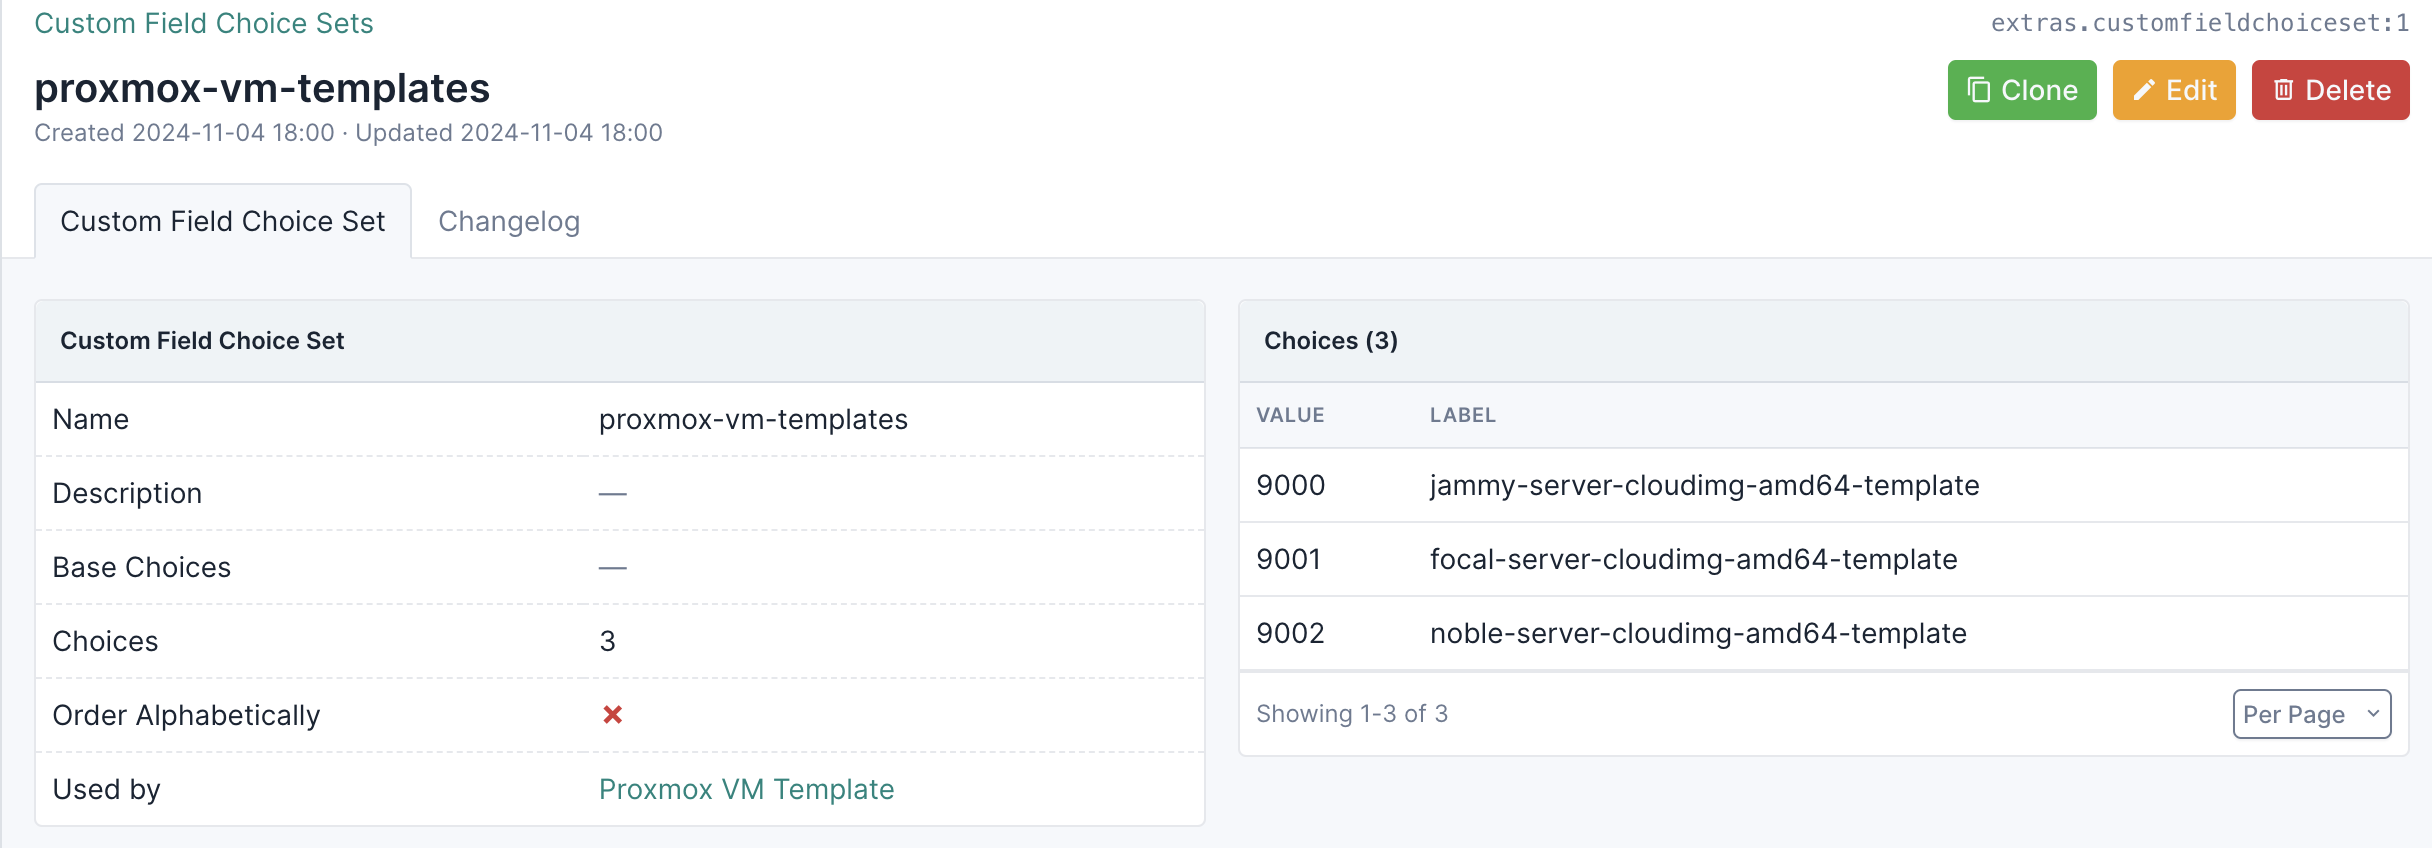 Custom Field Choice Sets
extras.customfieldchoiceset:1
proxmox-vm-templates
Created 2024-11-04 18:00 · Updated 2024-11-04 18:00
Clone
Edit
Delete
Custom Field Choice Set
Changelog
Custom Field Choice Set
Name proxmox-vm-templates
Description —
Base Choices —
Choices 3
Order Alphabetically
Used by Proxmox VM Template
Choices (3)
VALUE LABEL
9000 jammy-server-cloudimg-amd64-template
9001 focal-server-cloudimg-amd64-template
9002 noble-server-cloudimg-amd64-template
Showing 1-3 of 3
Per Page